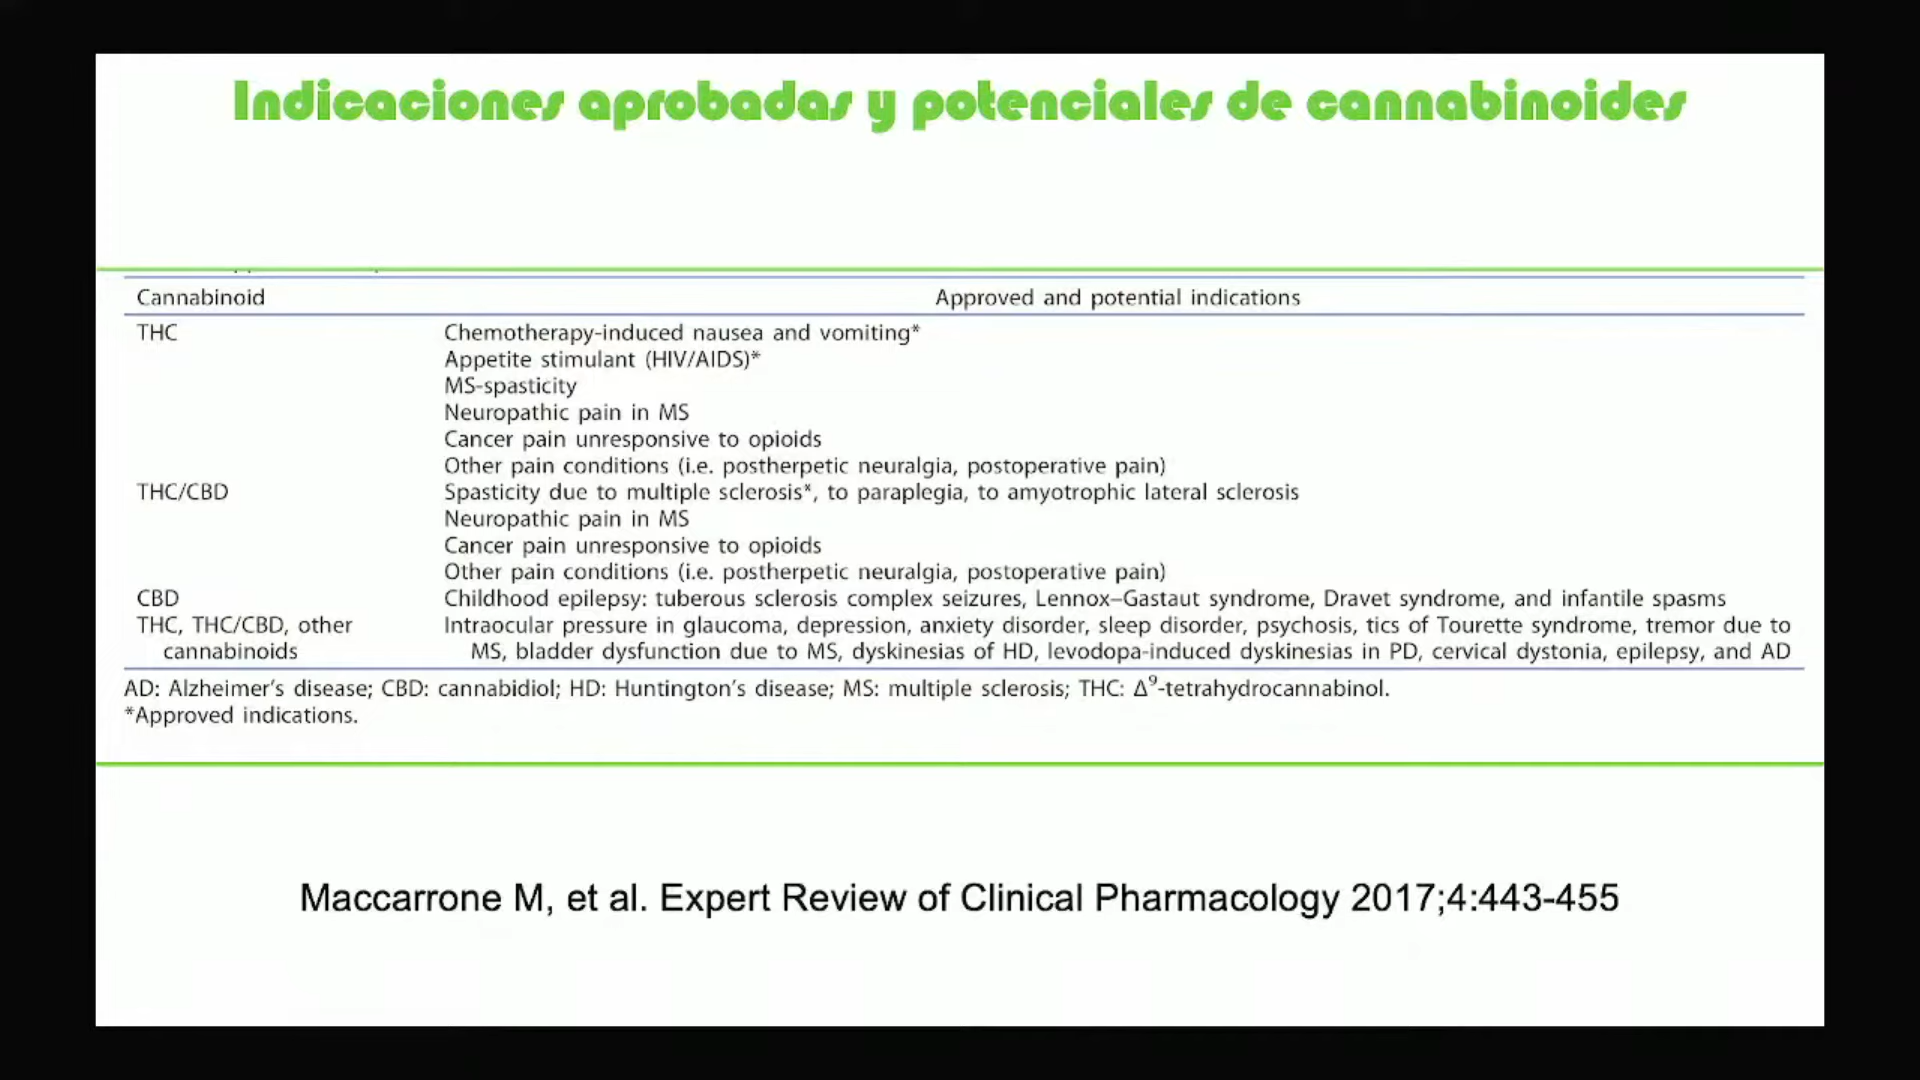 Indicaciones aprobadas y potenciales de cannabinoides
Cannabinoid Approved and potential indications
THC Chemotherapy-induced nausea and vomiting*
Appetite stimulant (HIV/AIDS)*
MS-spasticity
Neuropathic pain in MS
Cancer pain unresponsive to opioids
Other pain conditions (i.e. postherpetic neuralgia, postoperative pain)
THC/CBD Spasticity due to multiple sclerosis*, to paraplegia, to amyotrophic lateral sclerosis
Neuropathic pain in MS
Cancer pain unresponsive to opioids
Other pain conditions (i.e. postherpetic neuralgia, postoperative pain)
CBD Childhood epilepsy: tuberous sclerosis complex seizures, Lennox–Gastaut syndrome, Dravet syndrome, and infantile spasms
THC, THC/CBD, other Intraocular pressure in glaucoma, depression, anxiety disorder, sleep disorder, psychosis, tics of Tourette syndrome, tremor due to
cannabinoids MS, bladder dysfunction due to MS, dyskinesias of HD, levodopa-induced dyskinesias in PD, cervical dystonia, epilepsy, and AD
AD: Alzheimer's disease; CBD: cannabidiol; HD: Huntington's disease; MS: multiple sclerosis; THC: Δ⁹-tetrahydrocannabinol.
*Approved indications.
Maccarrone M, et al. Expert Review of Clinical Pharmacology 2017;4:443-455